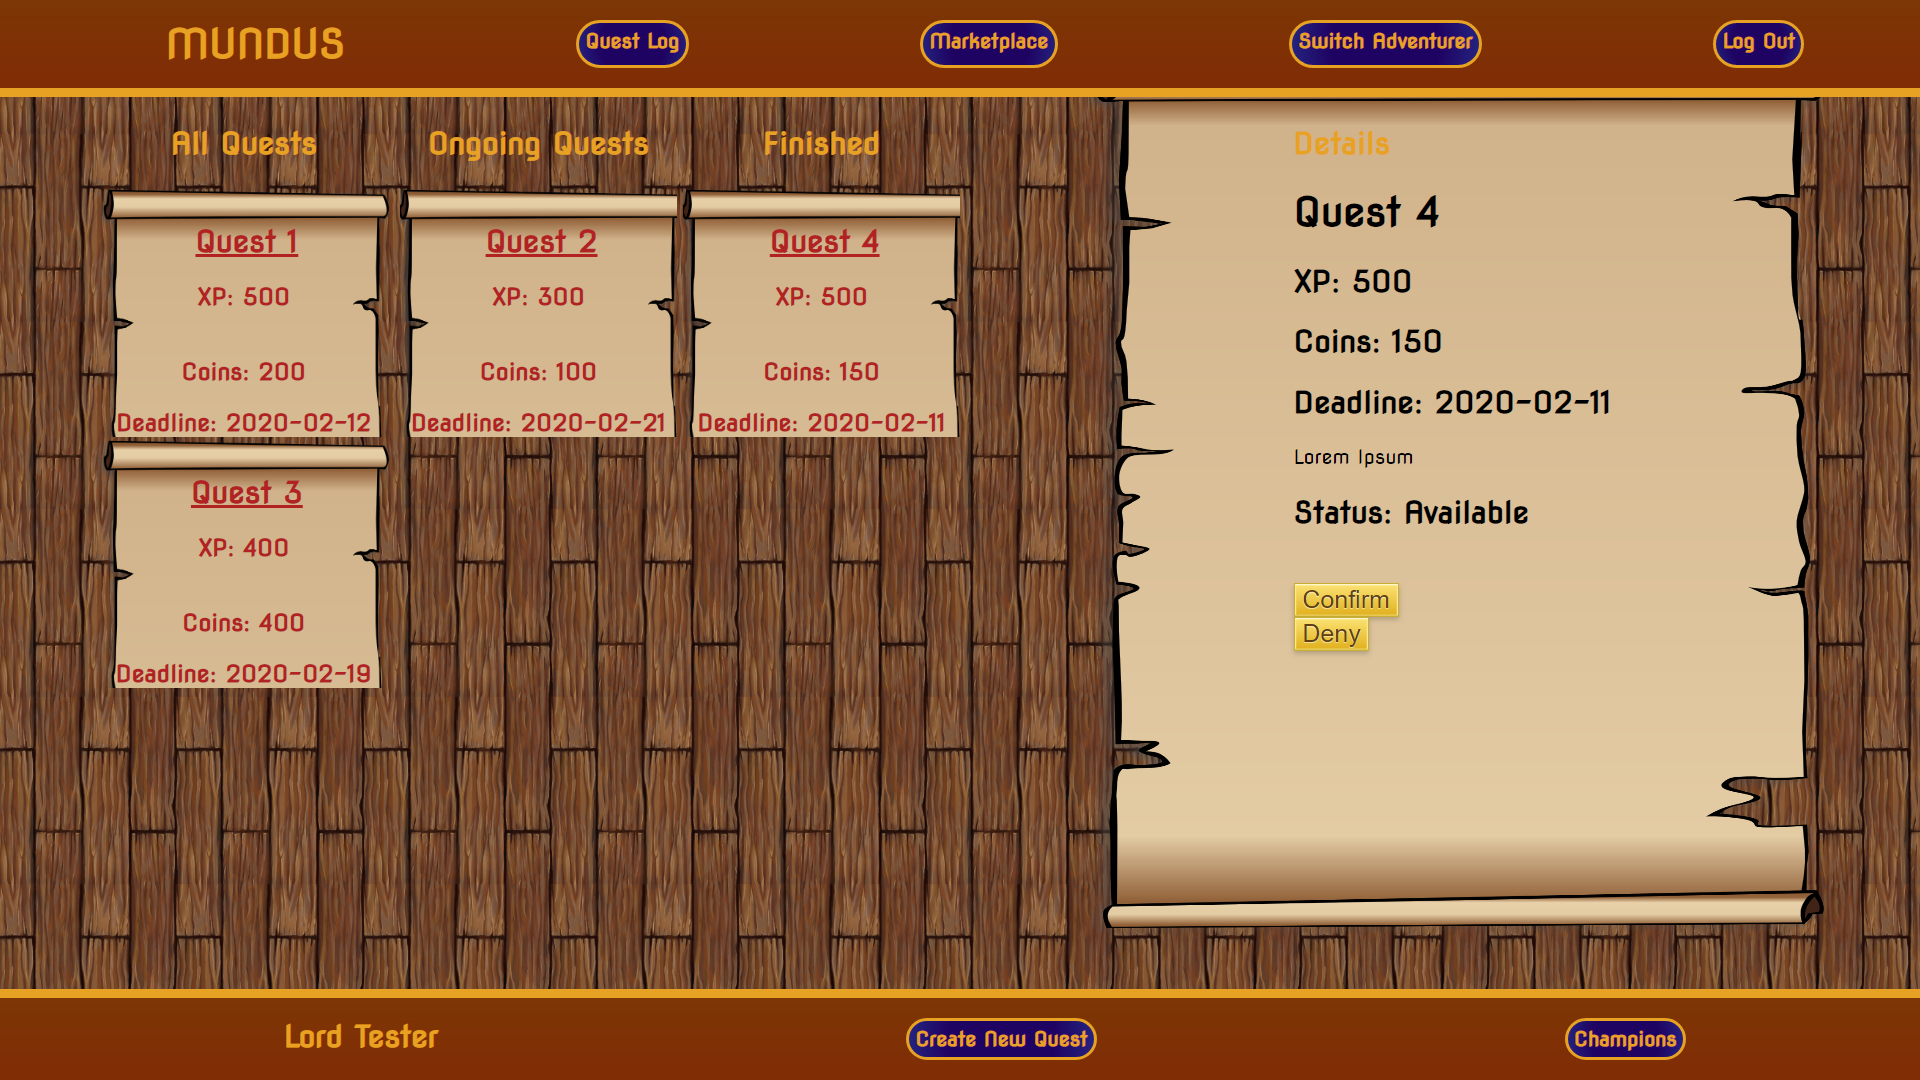 MUNDUS
Quest Log
Marketplace
Switch Adventurer
Log Out
All Quests
Ongoing Quests
Finished
Quest 1
XP: 500
Coins: 200
Deadline: 2020-02-12
Quest 3
XP: 400
Coins: 400
Deadline: 2020-02-19
Quest 2
XP: 300
Coins: 100
Deadline: 2020-02-21
Quest 4
XP: 500
Coins: 150
Deadline: 2020-02-11
Details
Quest 4
XP: 500
Coins: 150
Deadline: 2020-02-11
Lorem Ipsum
Status: Available
Confirm
Deny
Lord Tester
Create New Quest
Champions